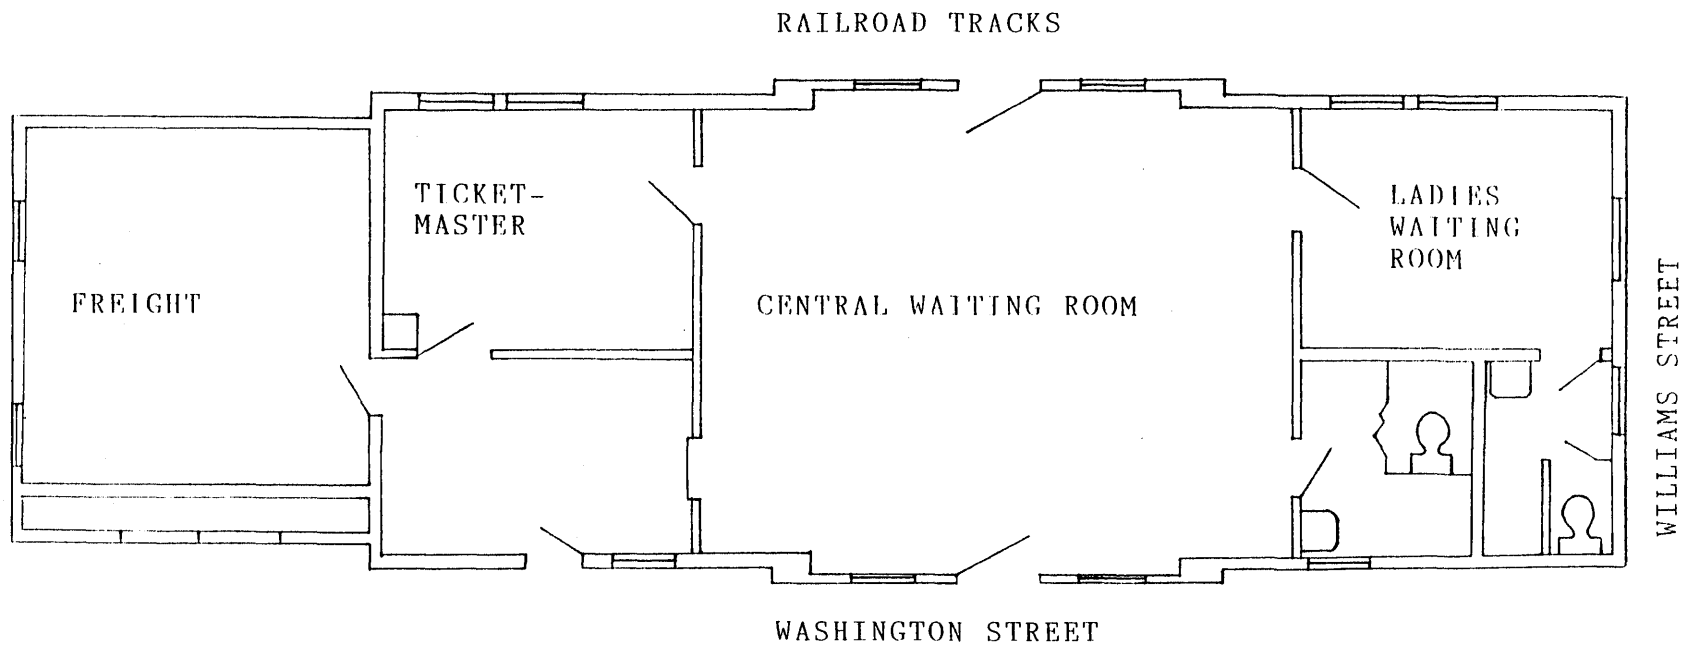 RAILROAD TRACKS
TICKET-
MASTER
LADIES
WAITING
ROOM
FREIGHT
CENTRAL WAITING ROOM
WILLIAMS STREET
WASHINGTON STREET